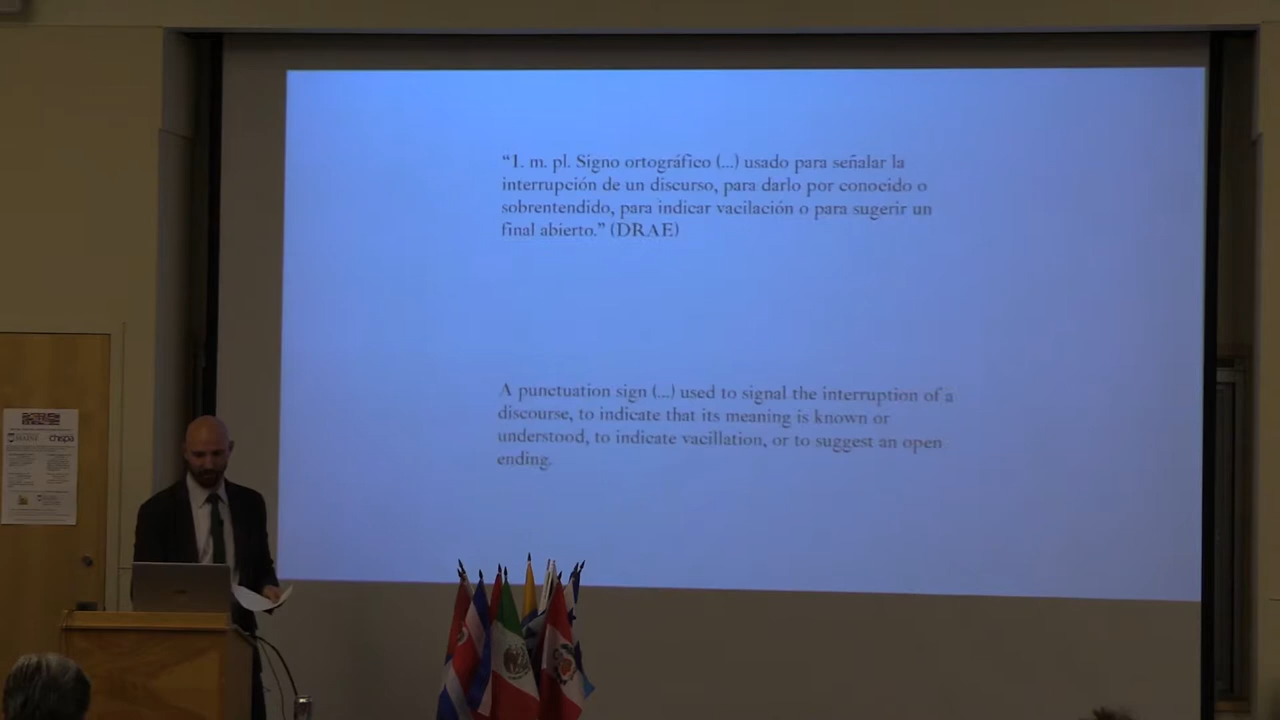 “1. m. pl. Signo ortográfico (...) usado para señalar la
interrupción de un discurso, para darlo por conocido o
sobrentendido, para indicar vacilación o para sugerir un
final abierto.” (DRAE)
A punctuation sign (...) used to signal the interruption of a
discourse, to indicate that its meaning is known or
understood, to indicate vacillation, or to suggest an open
ending.
chispa